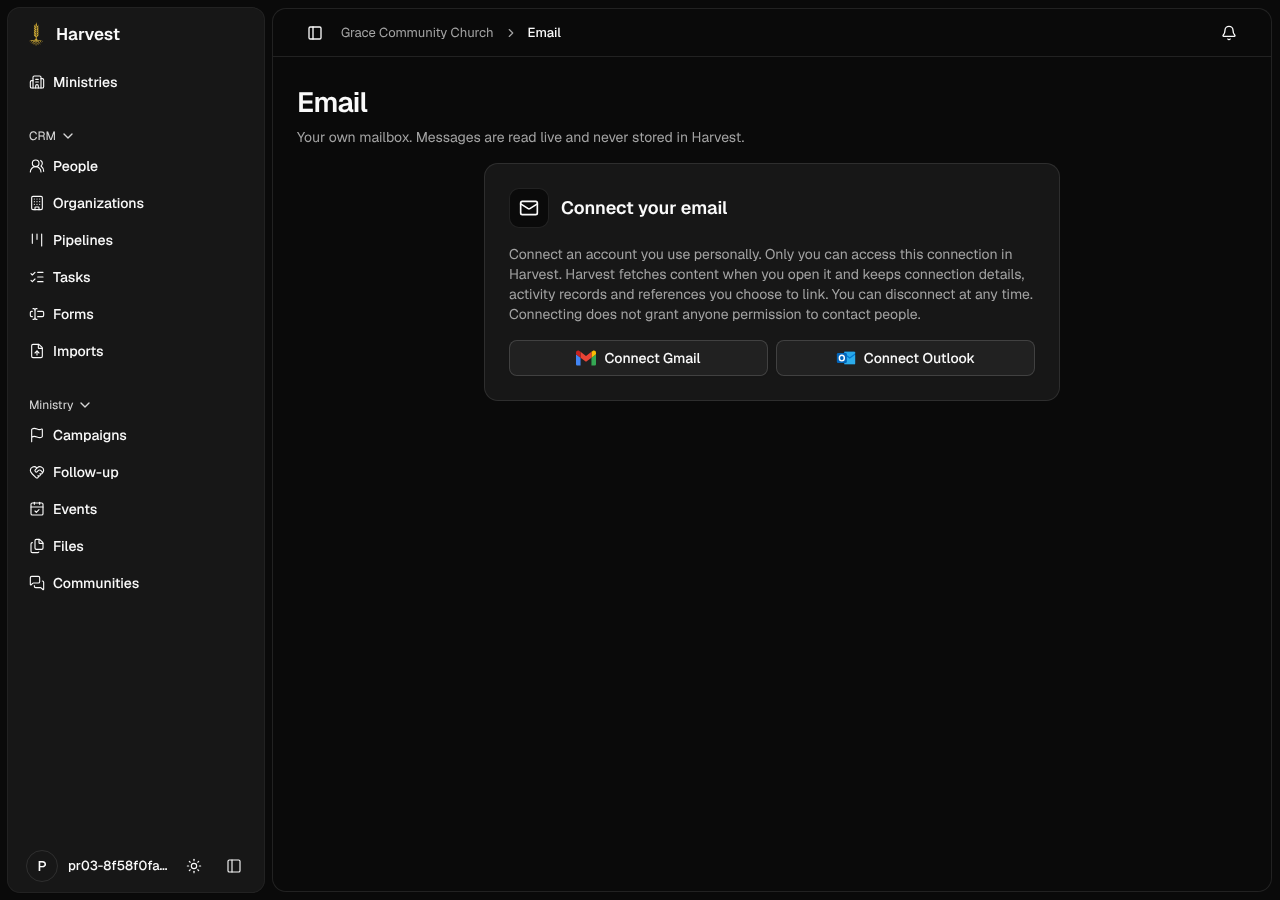 Harvest
Ministries
CRM
People
Organizations
Pipelines
Tasks
Forms
Imports
Ministry
Campaigns
Follow-up
Events
Files
Communities
P
pr03-8f58f0fa...
Grace Community Church
Email
Email
Your own mailbox. Messages are read live and never stored in Harvest.
Connect your email
Connect an account you use personally. Only you can access this connection in
Harvest. Harvest fetches content when you open it and keeps connection details,
activity records and references you choose to link. You can disconnect at any time.
Connecting does not grant anyone permission to contact people.
Connect Gmail
Connect Outlook